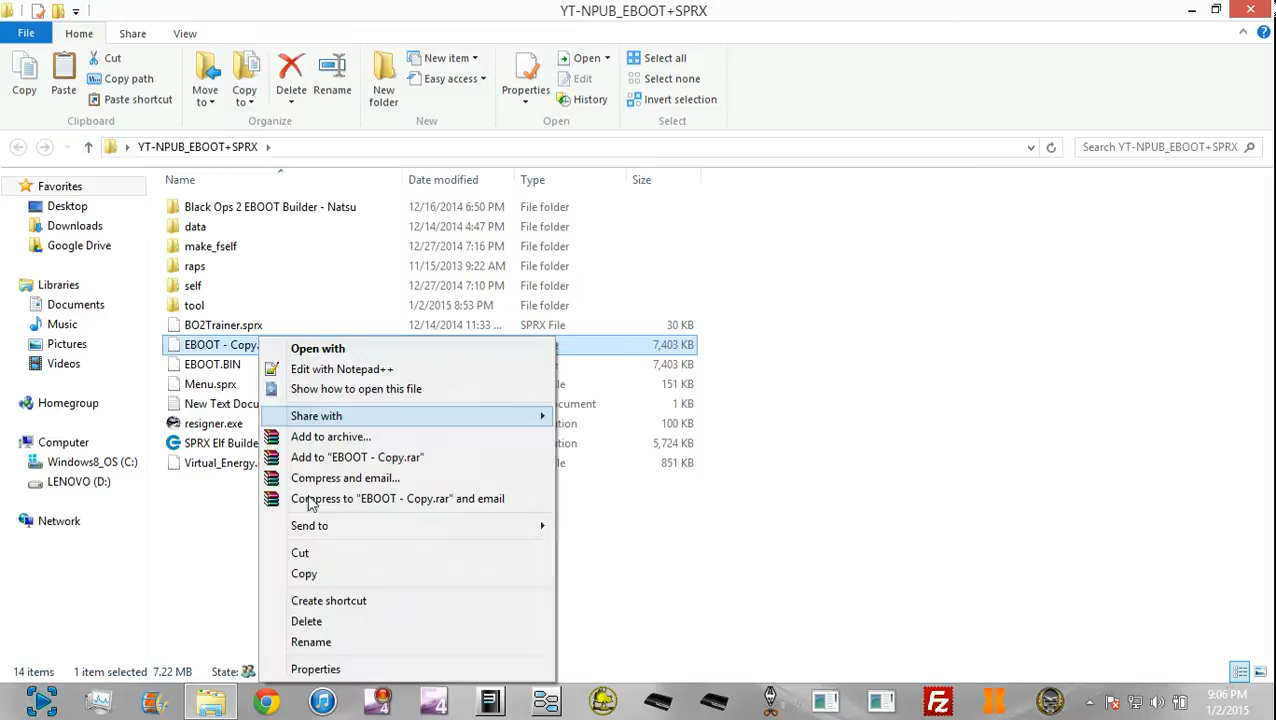 YT-NPUB_EBOOT+SPRX
File Home Share View
Copy
Paste
Cut
Copy path
Paste shortcut
Clipboard
Move to
Copy to
Delete
Rename
Organize
New folder
New item
Easy access
New
Properties
Open
Edit
History
Open
Select all
Select none
Invert selection
Select
YT-NPUB_EBOOT+SPRX
Search YT-NPUB_EBOOT+SPRX
Favorites
Desktop
Downloads
Google Drive
Libraries
Documents
Music
Pictures
Videos
Homegroup
Computer
Windows8_OS (C:)
LENOVO (D:)
Network
Name Date modified Type Size
Black Ops 2 EBOOT Builder - Natsu 12/16/2014 6:50 PM File folder
data 12/14/2014 4:47 PM File folder
make_fself 12/27/2014 7:16 PM File folder
raps 11/15/2013 9:22 AM File folder
self 12/27/2014 7:10 PM File folder
tool 1/2/2015 8:53 PM File folder
BO2Trainer.sprx 12/14/2014 11:33 ... SPRX File 30 KB
EBOOT - Copy. 7,403 KB
EBOOT.BIN 7,403 KB
Menu.sprx 151 KB
New Text Docu 1 KB
resigner.exe 100 KB
SPRX Elf Builde 5,724 KB
Virtual_Energy. 851 KB
Open with
Edit with Notepad++
Show how to open this file
Share with
Add to archive...
Add to "EBOOT - Copy.rar"
Compress and email...
Compress to "EBOOT - Copy.rar" and email
Send to
Cut
Copy
Create shortcut
Delete
Rename
Properties
14 items 1 item selected 7.22 MB State:
9:06 PM
1/2/2015